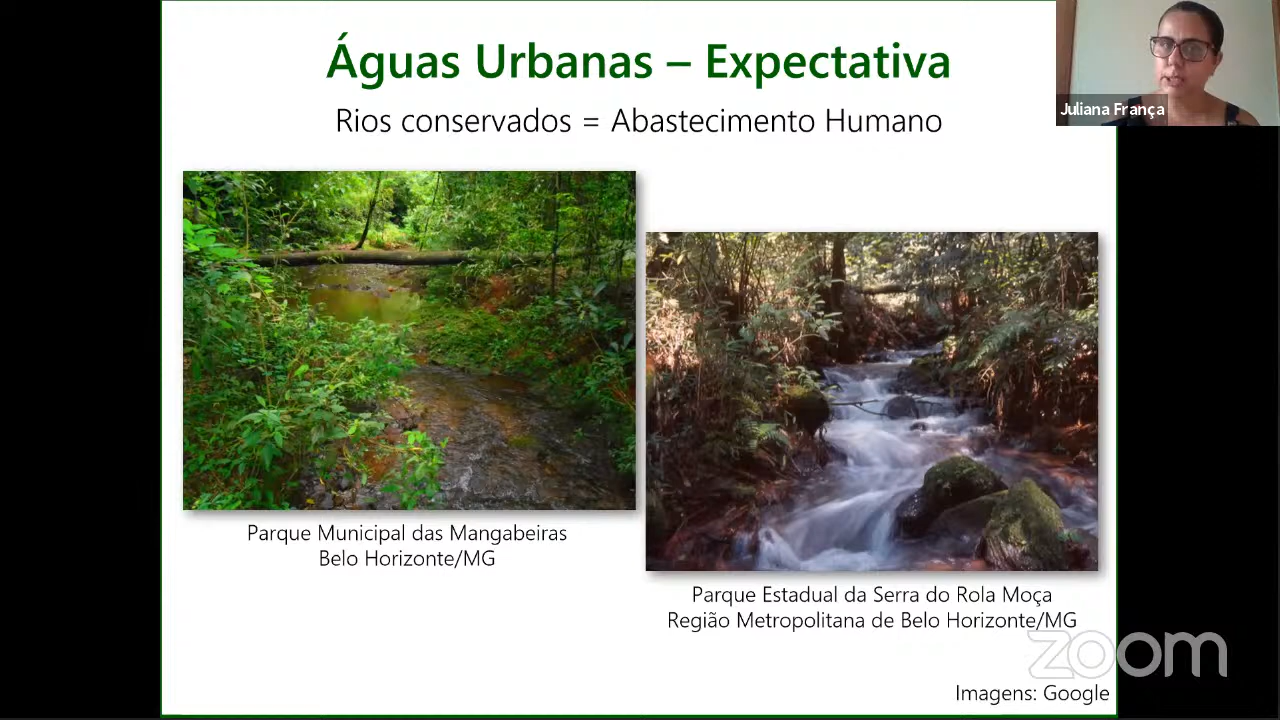 Águas Urbanas – Expectativa
Rios conservados = Abastecimento Humano
Juliana França
Parque Municipal das Mangabeiras
Belo Horizonte/MG
Parque Estadual da Serra do Rola Moça
Região Metropolitana de Belo Horizonte/MG
zoom
Imagens: Google